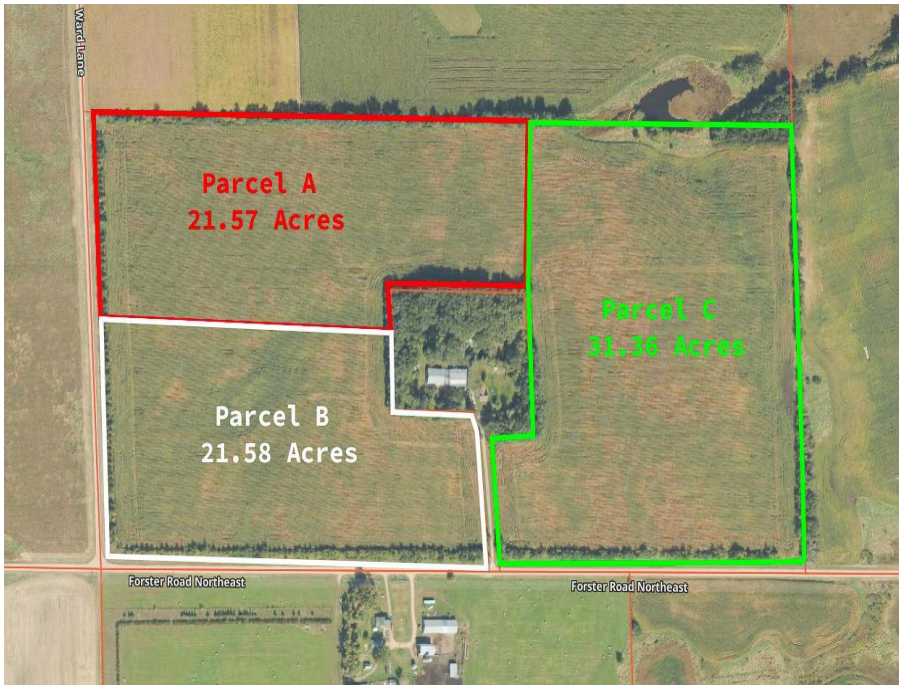 Ward Lane
Parcel A
21.57 Acres
Parcel C
31.36 Acres
Parcel B
21.58 Acres
Forster Road Northeast
Forster Road Northeast